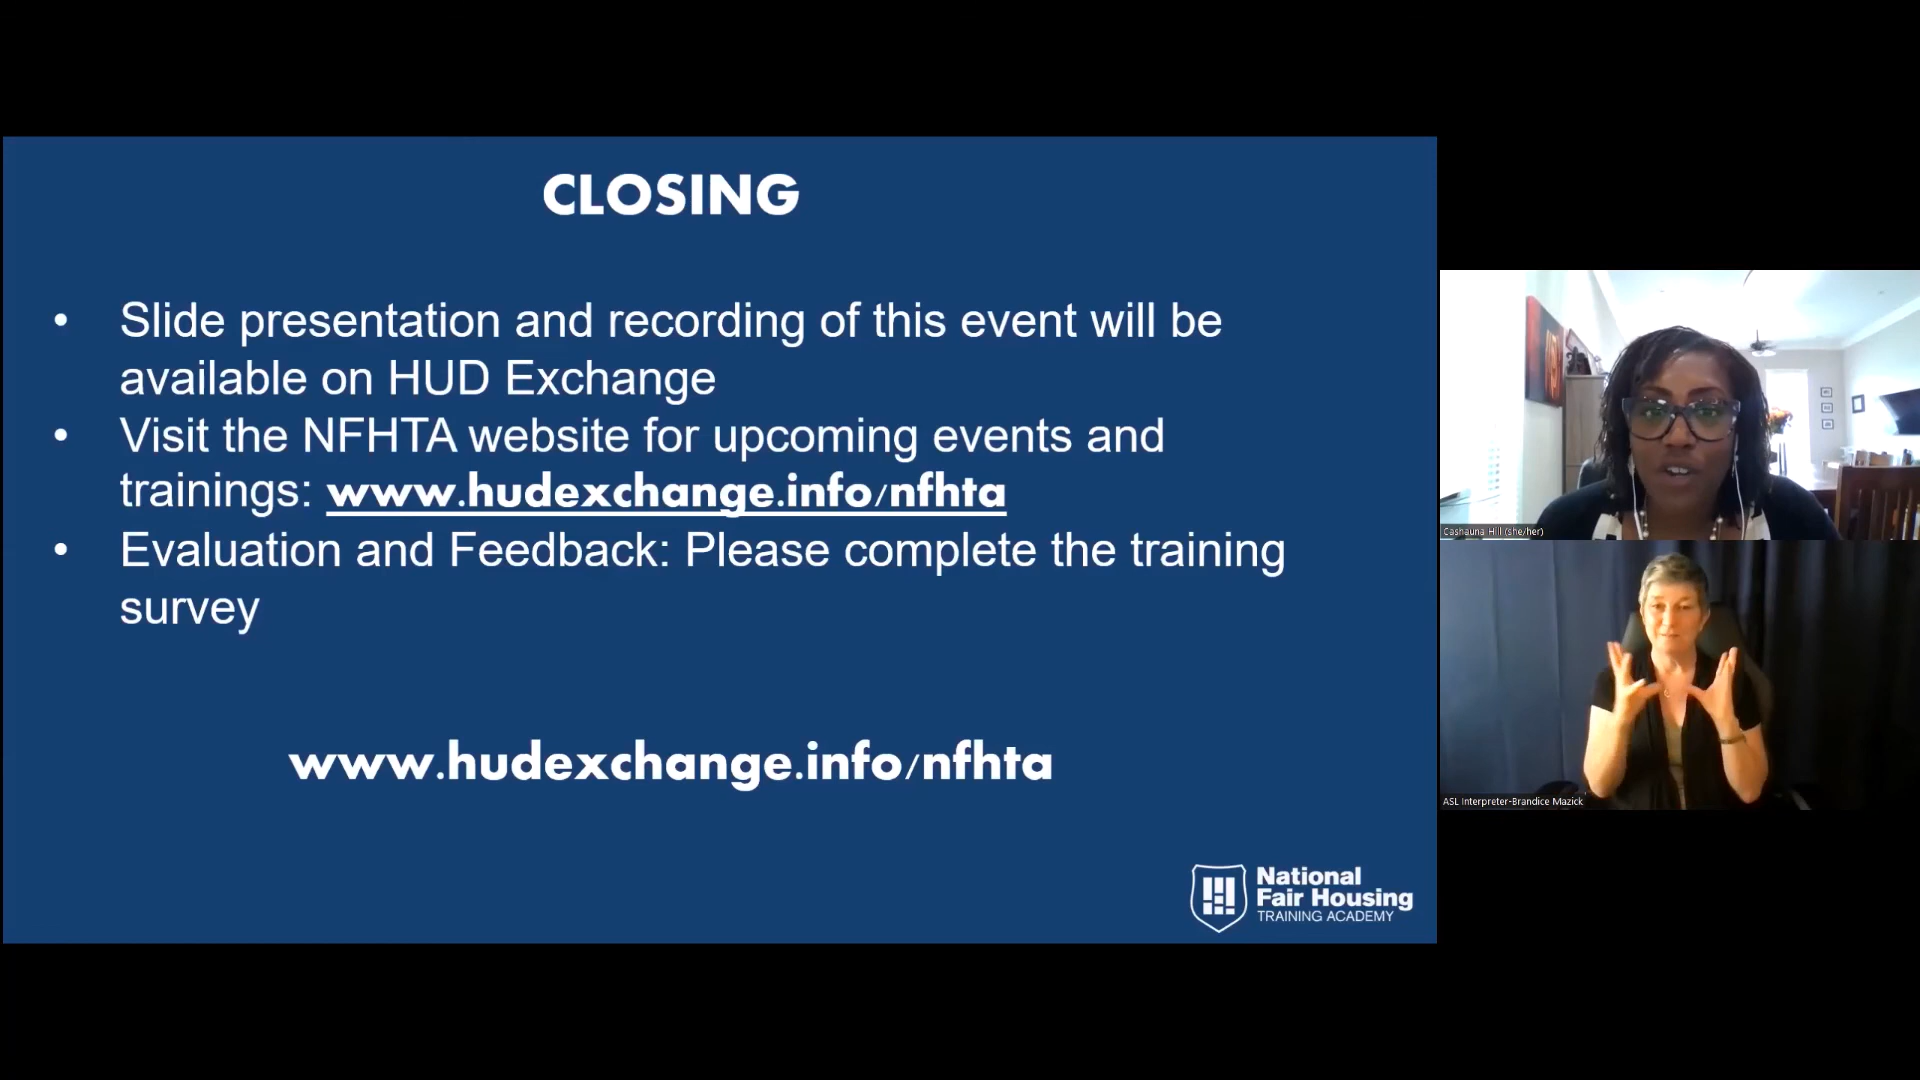 CLOSING
• Slide presentation and recording of this event will be
available on HUD Exchange
• Visit the NFHTA website for upcoming events and
trainings: www.hudexchange.info/nfhta
• Evaluation and Feedback: Please complete the training
survey
www.hudexchange.info/nfhta
National
Fair Housing
TRAINING ACADEMY
Cashauna Hill (she/her)
ASL Interpreter-Brandice Mazick